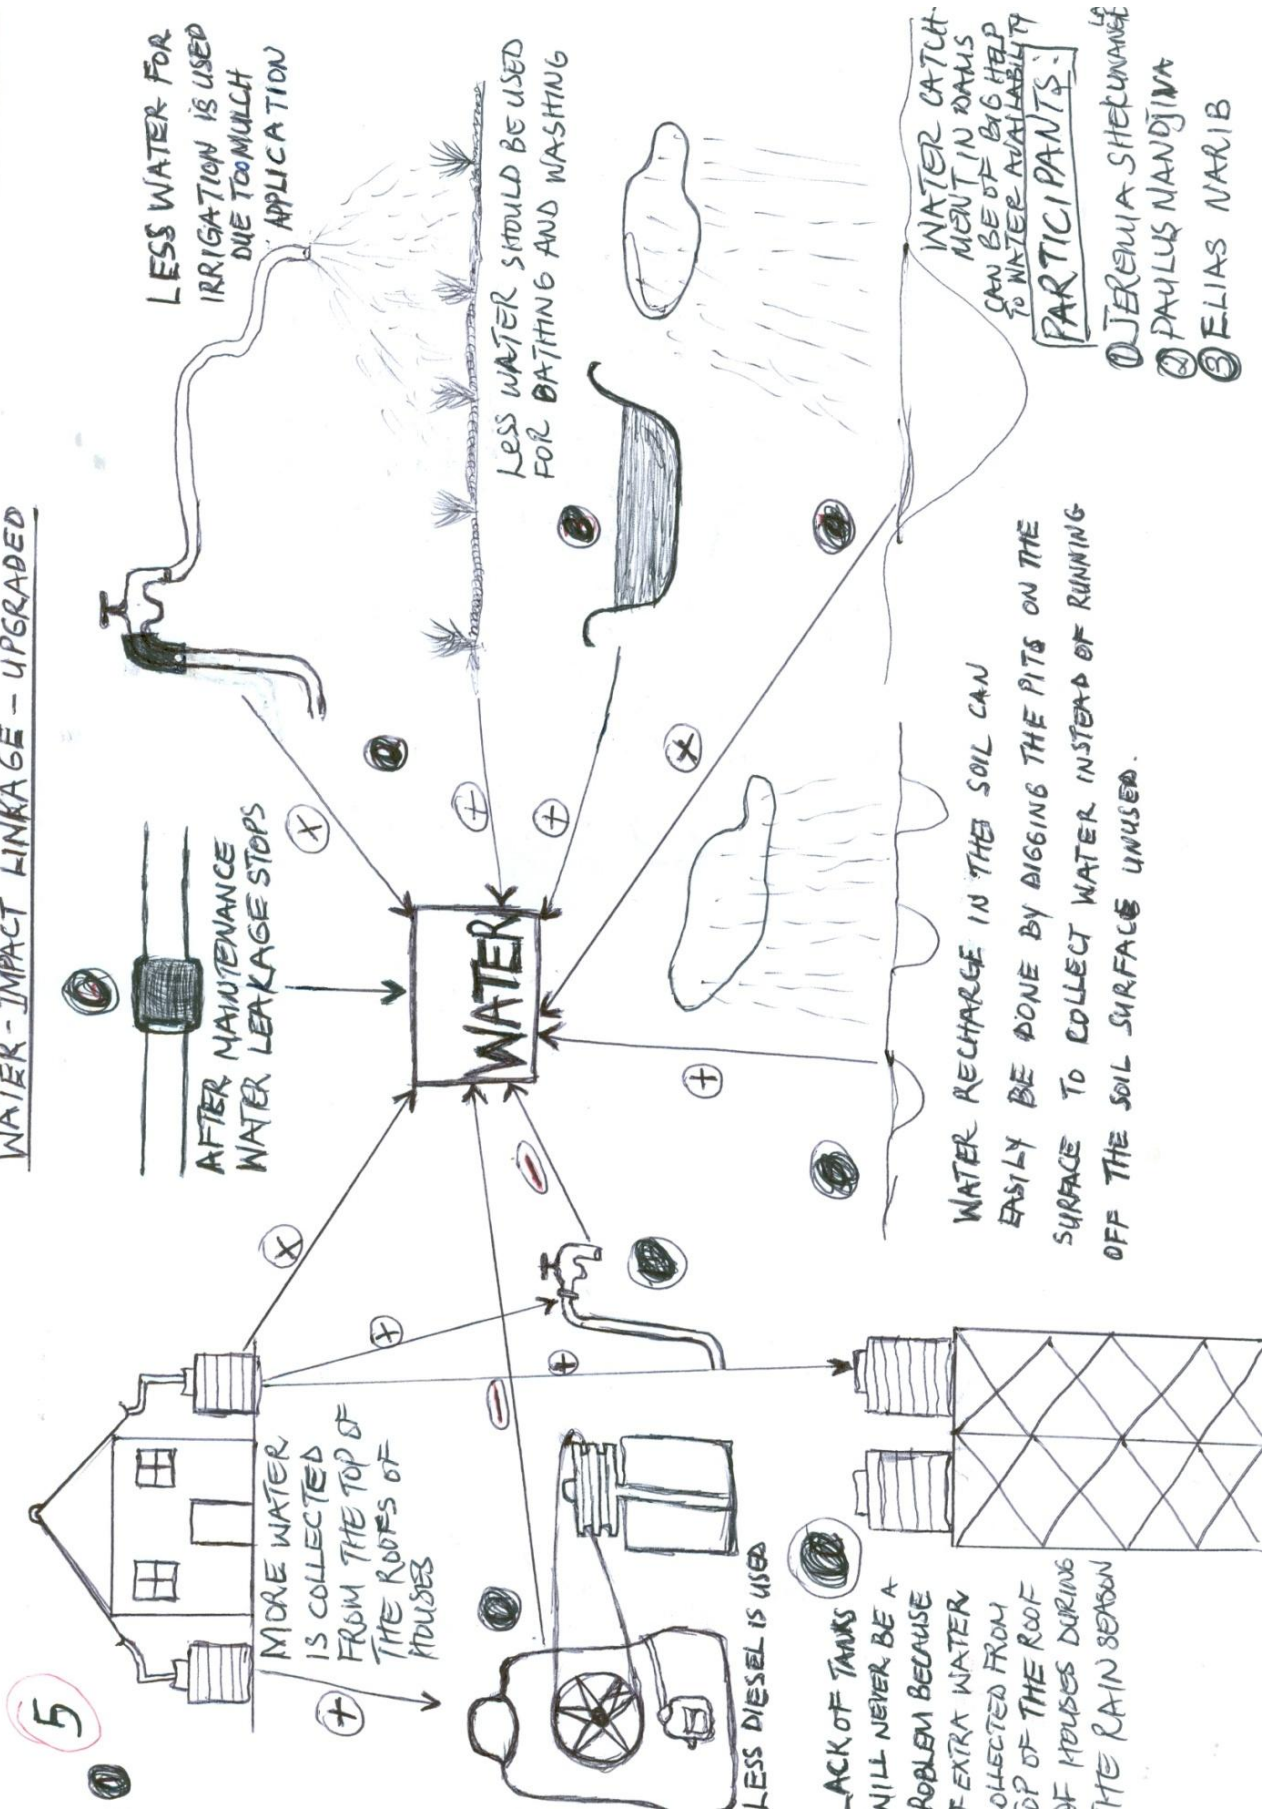 5
WATER-IMPACT LINKAGE - UPGRADED
MORE WATER
IS COLLECTED
FROM THE TOP OF
THE ROOFS OF
HOUSES
AFTER MAINTENANCE
WATER LEAKAGE STOPS
LESS WATER FOR
IRRIGATION IS USED
DUE TO MULCH
APPLICATION
WATER
LESS WATER SHOULD BE USED
FOR BATHING AND WASHING
LESS DIESEL IS USED
LACK OF TANKS
WILL NEVER BE A
ROBLEM BECAUSE
F EXTRA WATER
OLLECTED FROM
OP OF THE ROOF
OF HOUSES DURING
THE RAIN SEASON
WATER RECHARGE IN THE SOIL CAN
EASILY BE DONE BY DIGGING THE PITS ON THE
SURFACE TO COLLECT WATER INSTEAD OF RUNNING
OFF THE SOIL SURFACE UNUSED.
WATER CATCH-
MENT IN DAMS
CAN BE OF BIG HELP
TO WATER AVAILABILITY
PARTICIPANTS:
① JEREMIA
② PAULUS NANDJINA
③ ELIAS NARIB